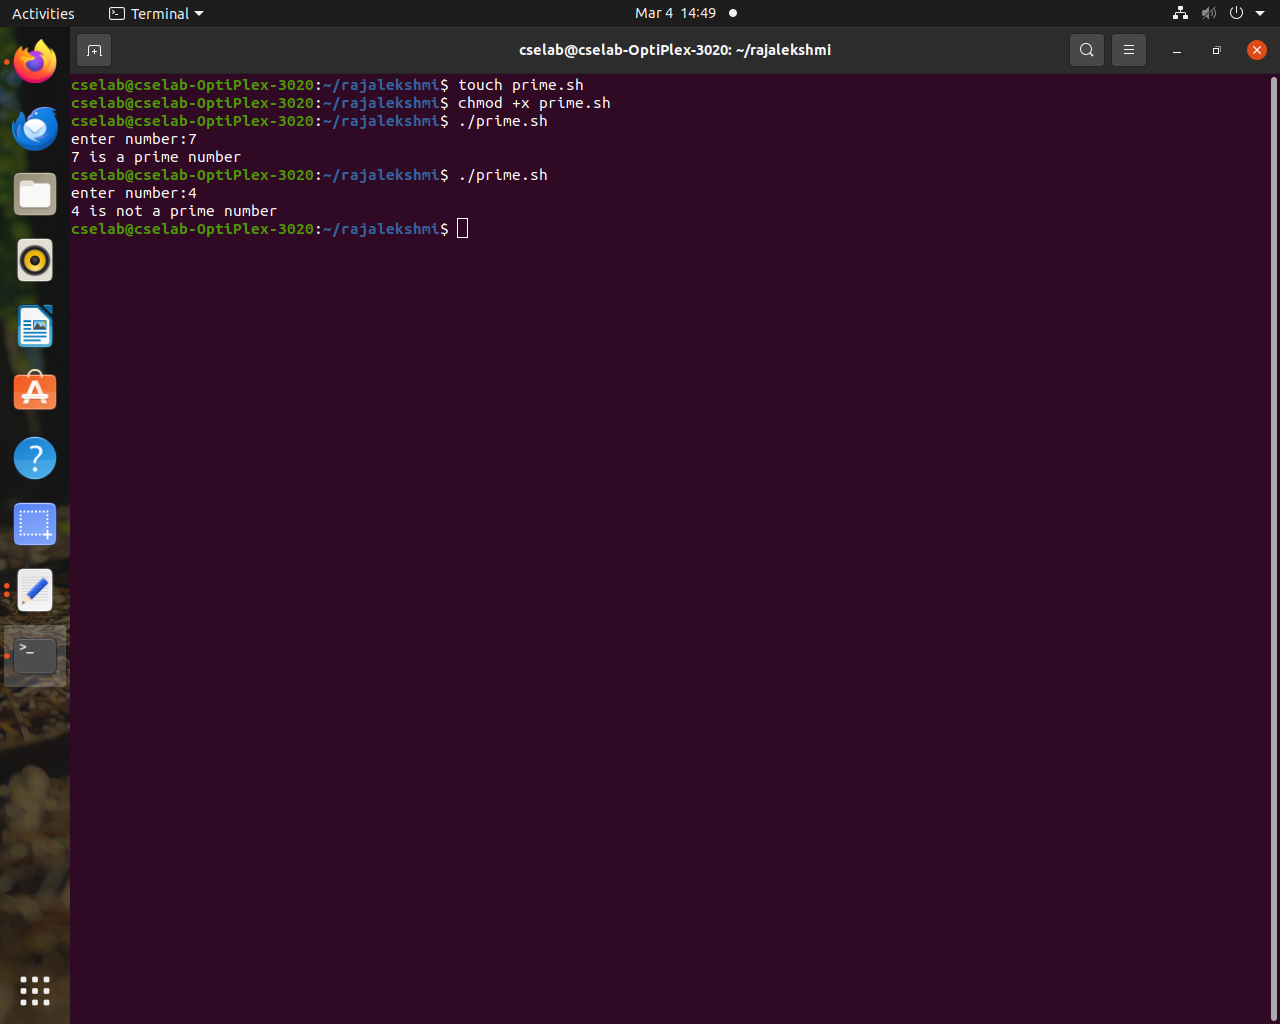 Activities Terminal Mar 4 14:49
cselab@cselab-OptiPlex-3020: ~/rajalekshmi
cselab@cselab-OptiPlex-3020:~/rajalekshmi$ touch prime.sh
cselab@cselab-OptiPlex-3020:~/rajalekshmi$ chmod +x prime.sh
cselab@cselab-OptiPlex-3020:~/rajalekshmi$ ./prime.sh
enter number:7
7 is a prime number
cselab@cselab-OptiPlex-3020:~/rajalekshmi$ ./prime.sh
enter number:4
4 is not a prime number
cselab@cselab-OptiPlex-3020:~/rajalekshmi$